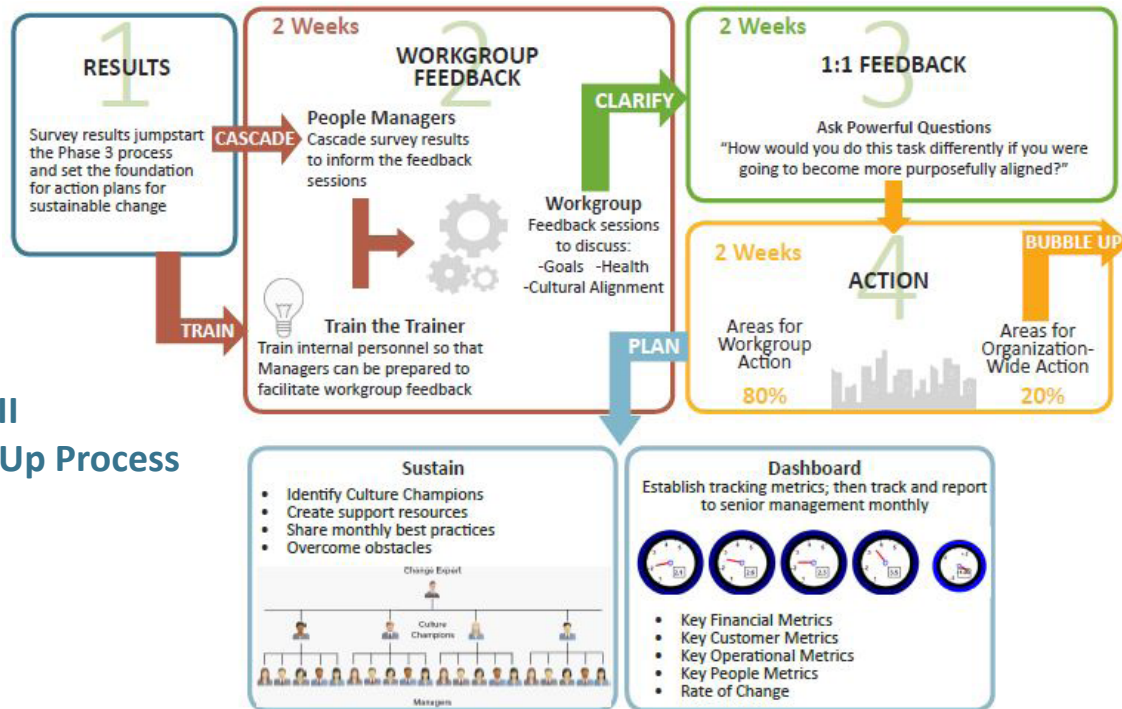 1
RESULTS
Survey results jumpstart
the Phase 3 process
and set the foundation
for action plans for
sustainable change
CASCADE
TRAIN
2 Weeks
2
WORKGROUP
FEEDBACK
People Managers
Cascade survey results
to inform the feedback
sessions
Train the Trainer
Train internal personnel so that
Managers can be prepared to
facilitate workgroup feedback
Workgroup
Feedback sessions
to discuss:
-Goals -Health
-Cultural Alignment
CLARIFY
2 Weeks
3
1:1 FEEDBACK
Ask Powerful Questions
“How would you do this task differently if you were
going to become more purposefully aligned?”
2 Weeks
4
ACTION
BUBBLE UP
Areas for
Workgroup
Action
80%
Areas for
Organization-
Wide Action
20%
PLAN
ll
Up Process
Sustain
• Identify Culture Champions
• Create support resources
• Share monthly best practices
• Overcome obstacles
Change Expert
Culture
Champions
Managers
Dashboard
Establish tracking metrics; then track and report
to senior management monthly
• Key Financial Metrics
• Key Customer Metrics
• Key Operational Metrics
• Key People Metrics
• Rate of Change